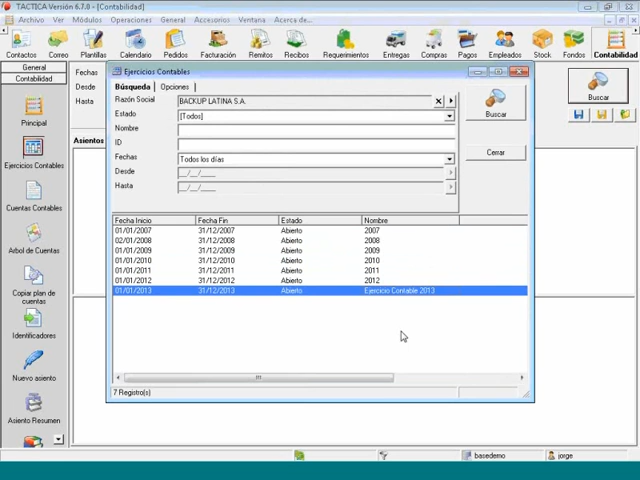 TACTICA Versión 6.7.0 - [Contabilidad]
Archivo Ver Módulos Operaciones General Accesorios Ventana Acerca de...
Contactos Correo Plantillas Calendario Pedidos Facturación Remitos Recibos Requerimientos Entregas Compras Pagos Empleados Stock Fondos Contabilidad
General
Contabilidad
Principal
Ejercicios Contables
Cuentas Contables
Arbol de Cuentas
Copiar plan de
cuentas
Identificadores
Nuevo asiento
Asiento Resumen
Fechas
Desde
Hasta
Asientos
Buscar
Ejercicios Contables
Búsqueda Opciones
Razón Social BACKUP LATINA S.A.
Estado [Todos]
Nombre
ID
Fechas Todos los días
Desde __/__/____
Hasta __/__/____
Buscar
Cerrar
Fecha Inicio Fecha Fin Estado Nombre
01/01/2007 31/12/2007 Abierto 2007
02/01/2008 31/12/2008 Abierto 2008
01/01/2009 31/12/2009 Abierto 2009
01/01/2010 31/12/2010 Abierto 2010
01/01/2011 31/12/2011 Abierto 2011
01/01/2012 31/12/2012 Abierto 2012
01/01/2013 31/12/2013 Abierto Ejercicio Contable 2013
7 Registro(s)
basedemo jorge